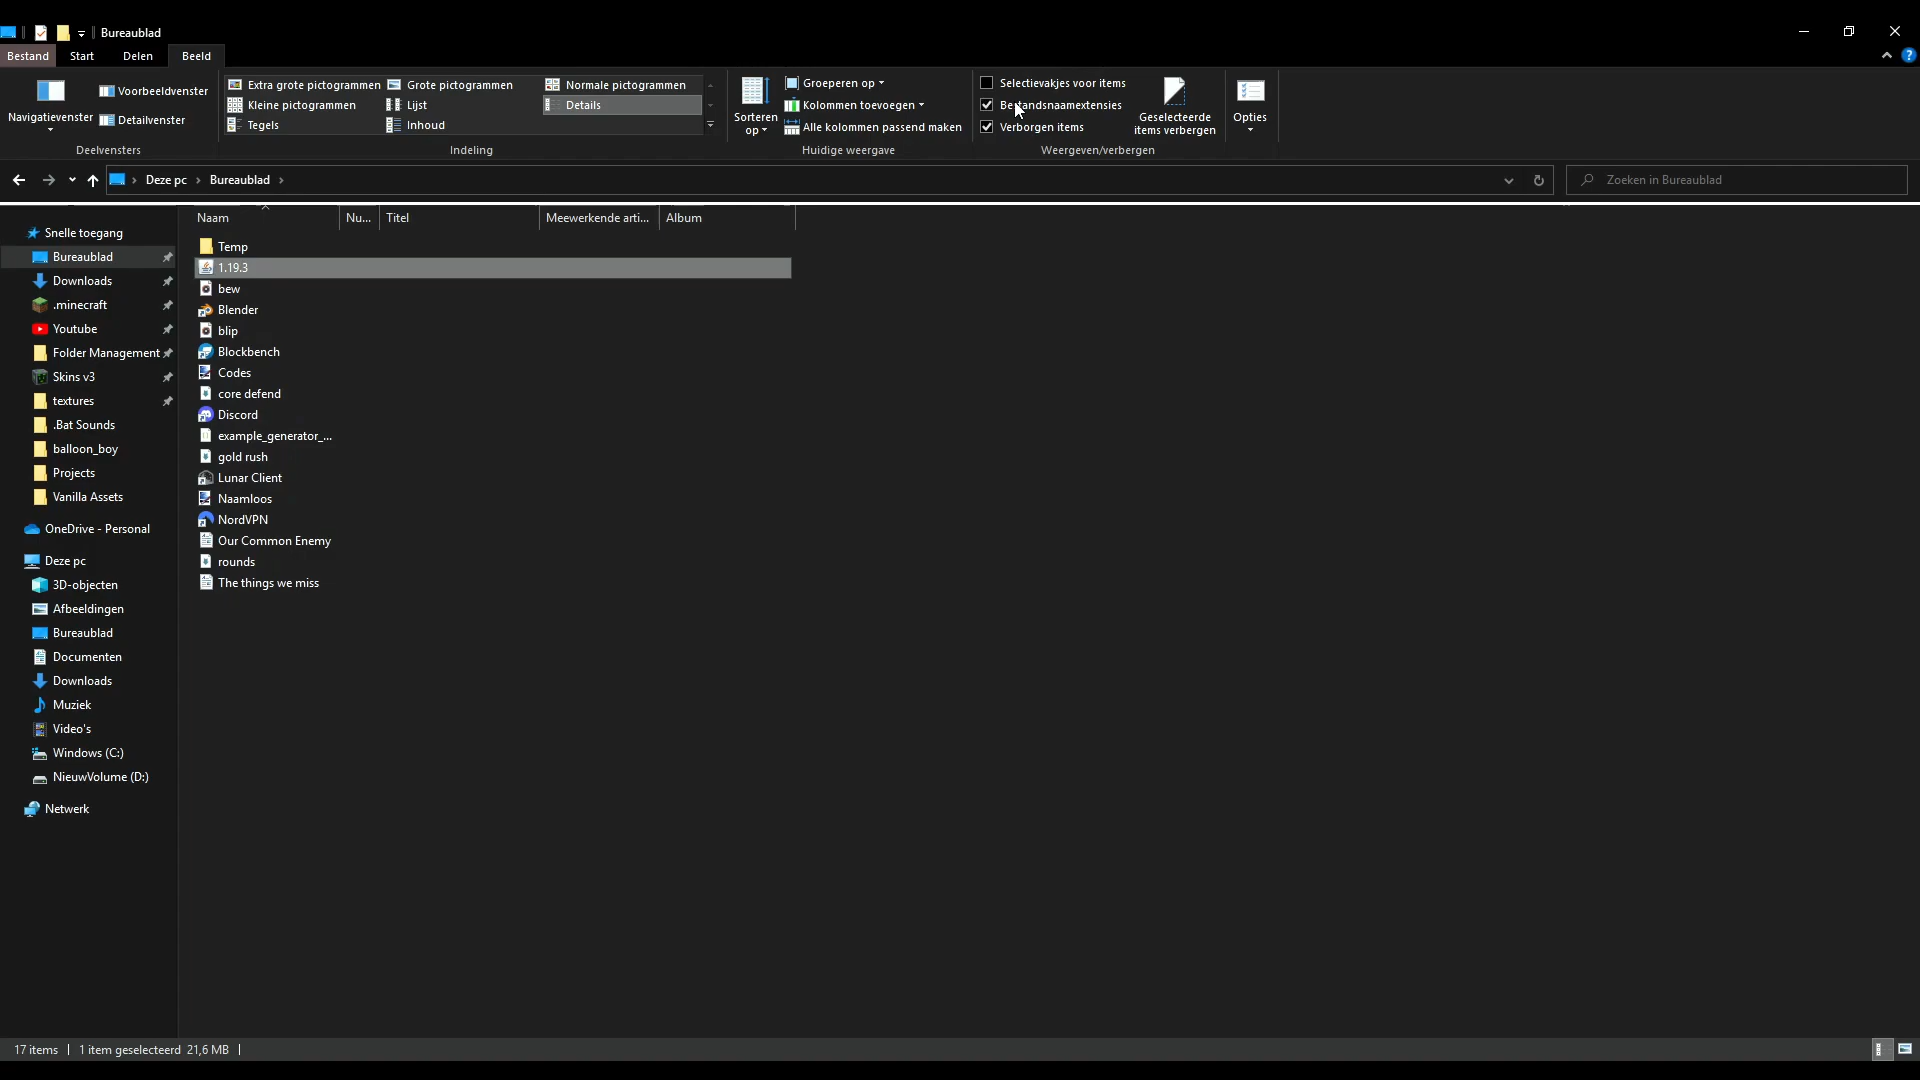 Bureaublad
Bestand Start Delen Beeld
Navigatievenster
Voorbeeldvenster
Detailvenster
Deelvensters
Extra grote pictogrammen Grote pictogrammen Normale pictogrammen
Kleine pictogrammen Lijst Details
Tegels Inhoud
Indeling
Sorteren
op
Groeperen op
Kolommen toevoegen
Alle kolommen passend maken
Huidige weergave
Selectievakjes voor items
Bestandsnaamextensies
Verborgen items
Geselecteerde
items verbergen
Weergeven/verbergen
Opties
Deze pc › Bureaublad ›
Zoeken in Bureaublad
Snelle toegang
Bureaublad
Downloads
.minecraft
Youtube
Folder Management
Skins v3
textures
.Bat Sounds
balloon_boy
Projects
Vanilla Assets
OneDrive - Personal
Deze pc
3D-objecten
Afbeeldingen
Bureaublad
Documenten
Downloads
Muziek
Video's
Windows (C:)
NieuwVolume (D:)
Netwerk
Naam Nu... Titel Meewerkende arti... Album
Temp
1.19.3
bew
Blender
blip
Blockbench
Codes
core defend
Discord
example_generator_...
gold rush
Lunar Client
Naamloos
NordVPN
Our Common Enemy
rounds
The things we miss
17 items 1 item geselecteerd 21,6 MB